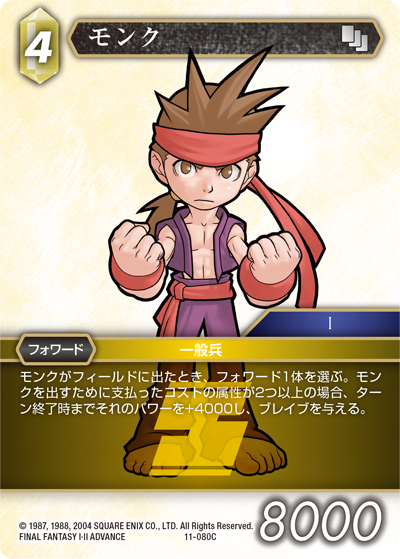 4
モンク
I
フォワード
一般兵
モンクがフィールドに出たとき、フォワード1体を選ぶ。モン
クを出すために支払ったコストの属性が2つ以上の場合、ターン
終了時までそれのパワーを+4000し、ブレイブを与える。
© 1987, 1988, 2004 SQUARE ENIX CO., LTD. All Rights Reserved.
FINAL FANTASY I·II ADVANCE
11-080C
8000